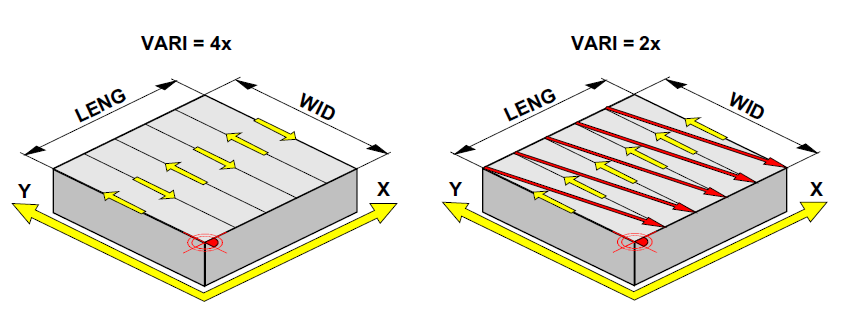 VARI = 4x
LENG
WID
Y
X
VARI = 2x
LENG
WID
Y
X